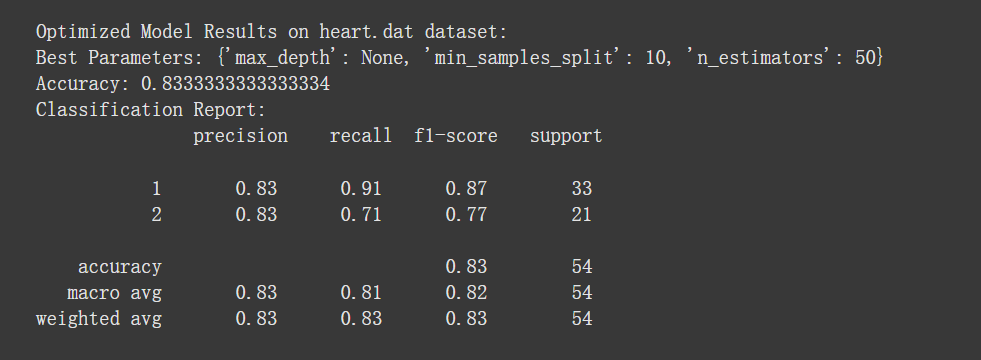 Optimized Model Results on heart.dat dataset:
Best Parameters: {'max_depth': None, 'min_samples_split': 10, 'n_estimators': 50}
Accuracy: 0.8333333333333334
Classification Report:
              precision    recall  f1-score   support

           1       0.83      0.91      0.87        33
           2       0.83      0.71      0.77        21

    accuracy                           0.83        54
   macro avg       0.83      0.81      0.82        54
weighted avg       0.83      0.83      0.83        54